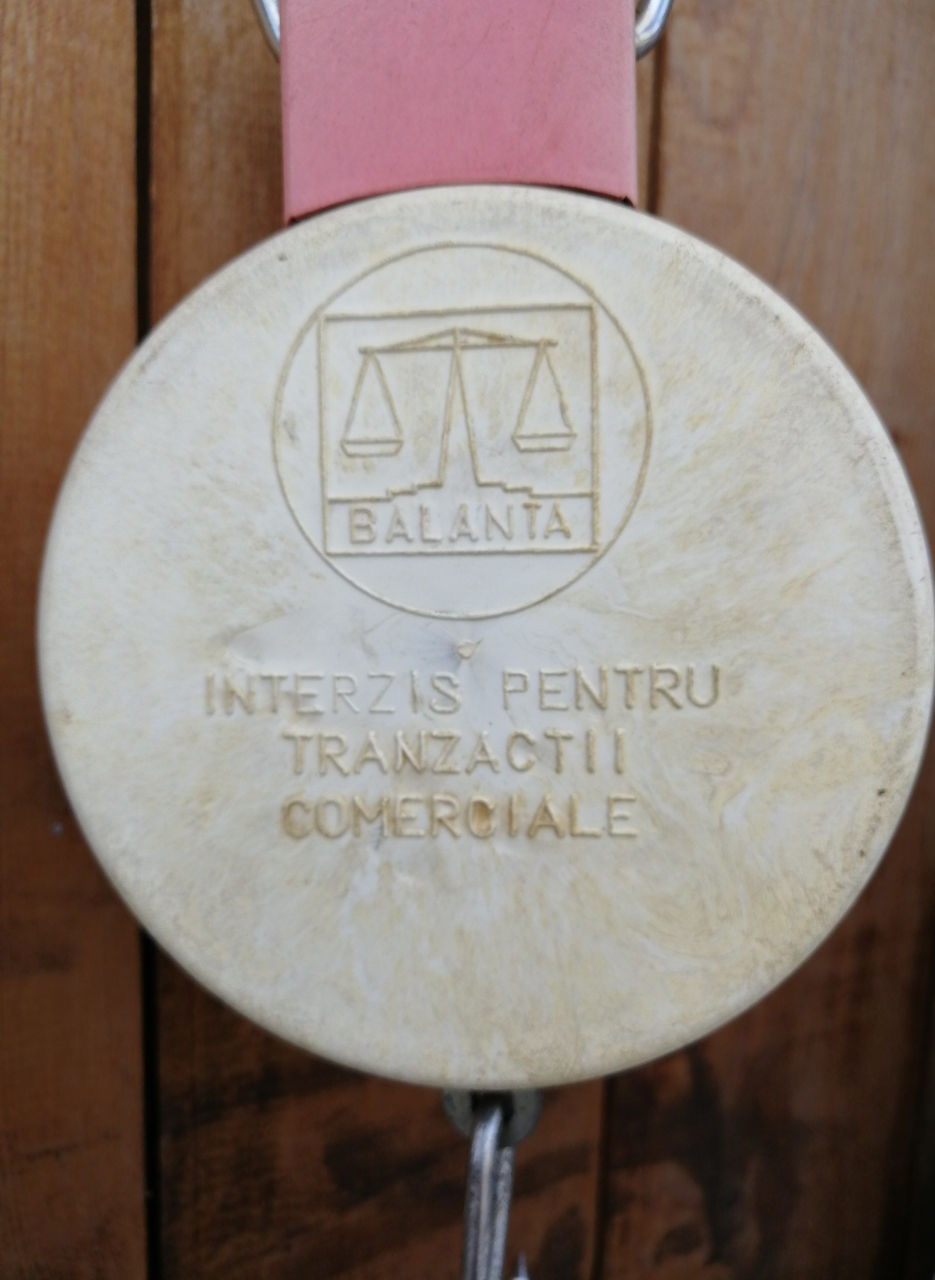 BALANTA
INTERZIS PENTRU
TRANZACTII
COMERCIALE